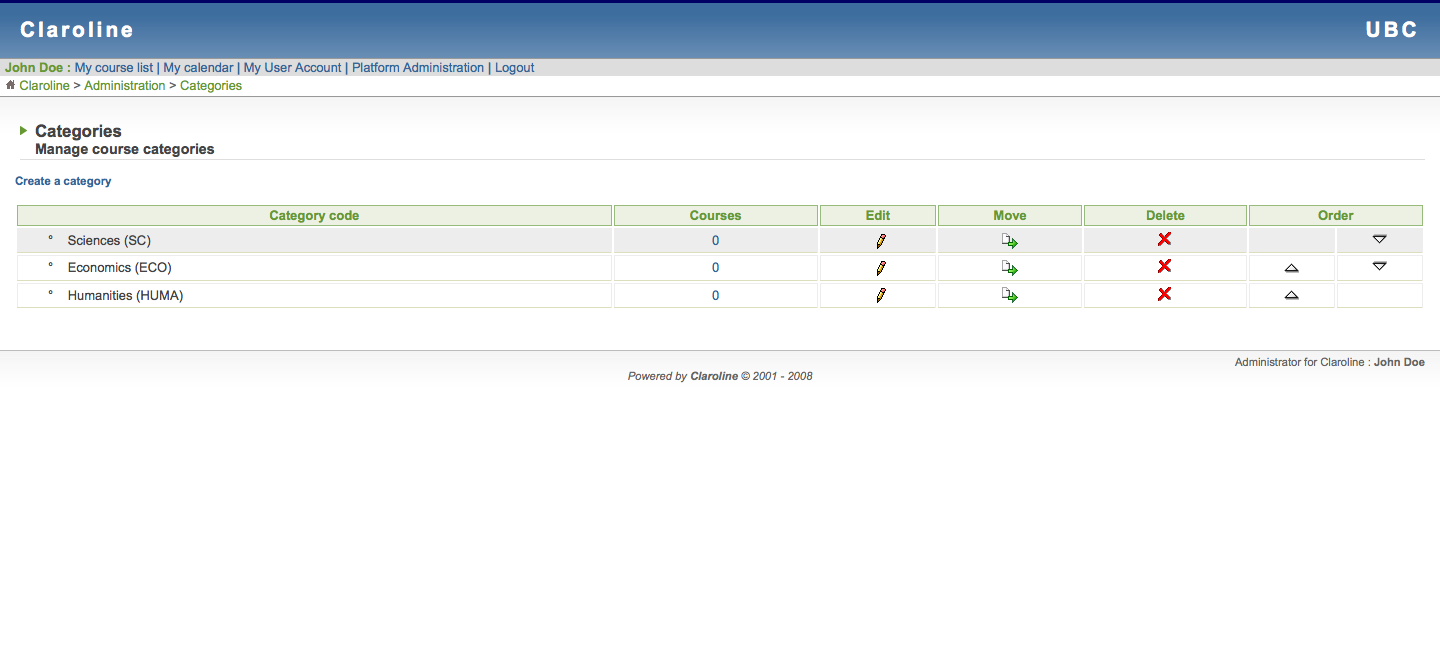 Claroline UBC
John Doe : My course list | My calendar | My User Account | Platform Administration | Logout
Claroline > Administration > Categories
Categories
Manage course categories
Create a category
Category code Courses Edit Move Delete Order
° Sciences (SC) 0
° Economics (ECO) 0
° Humanities (HUMA) 0
Administrator for Claroline : John Doe
Powered by Claroline © 2001 - 2008